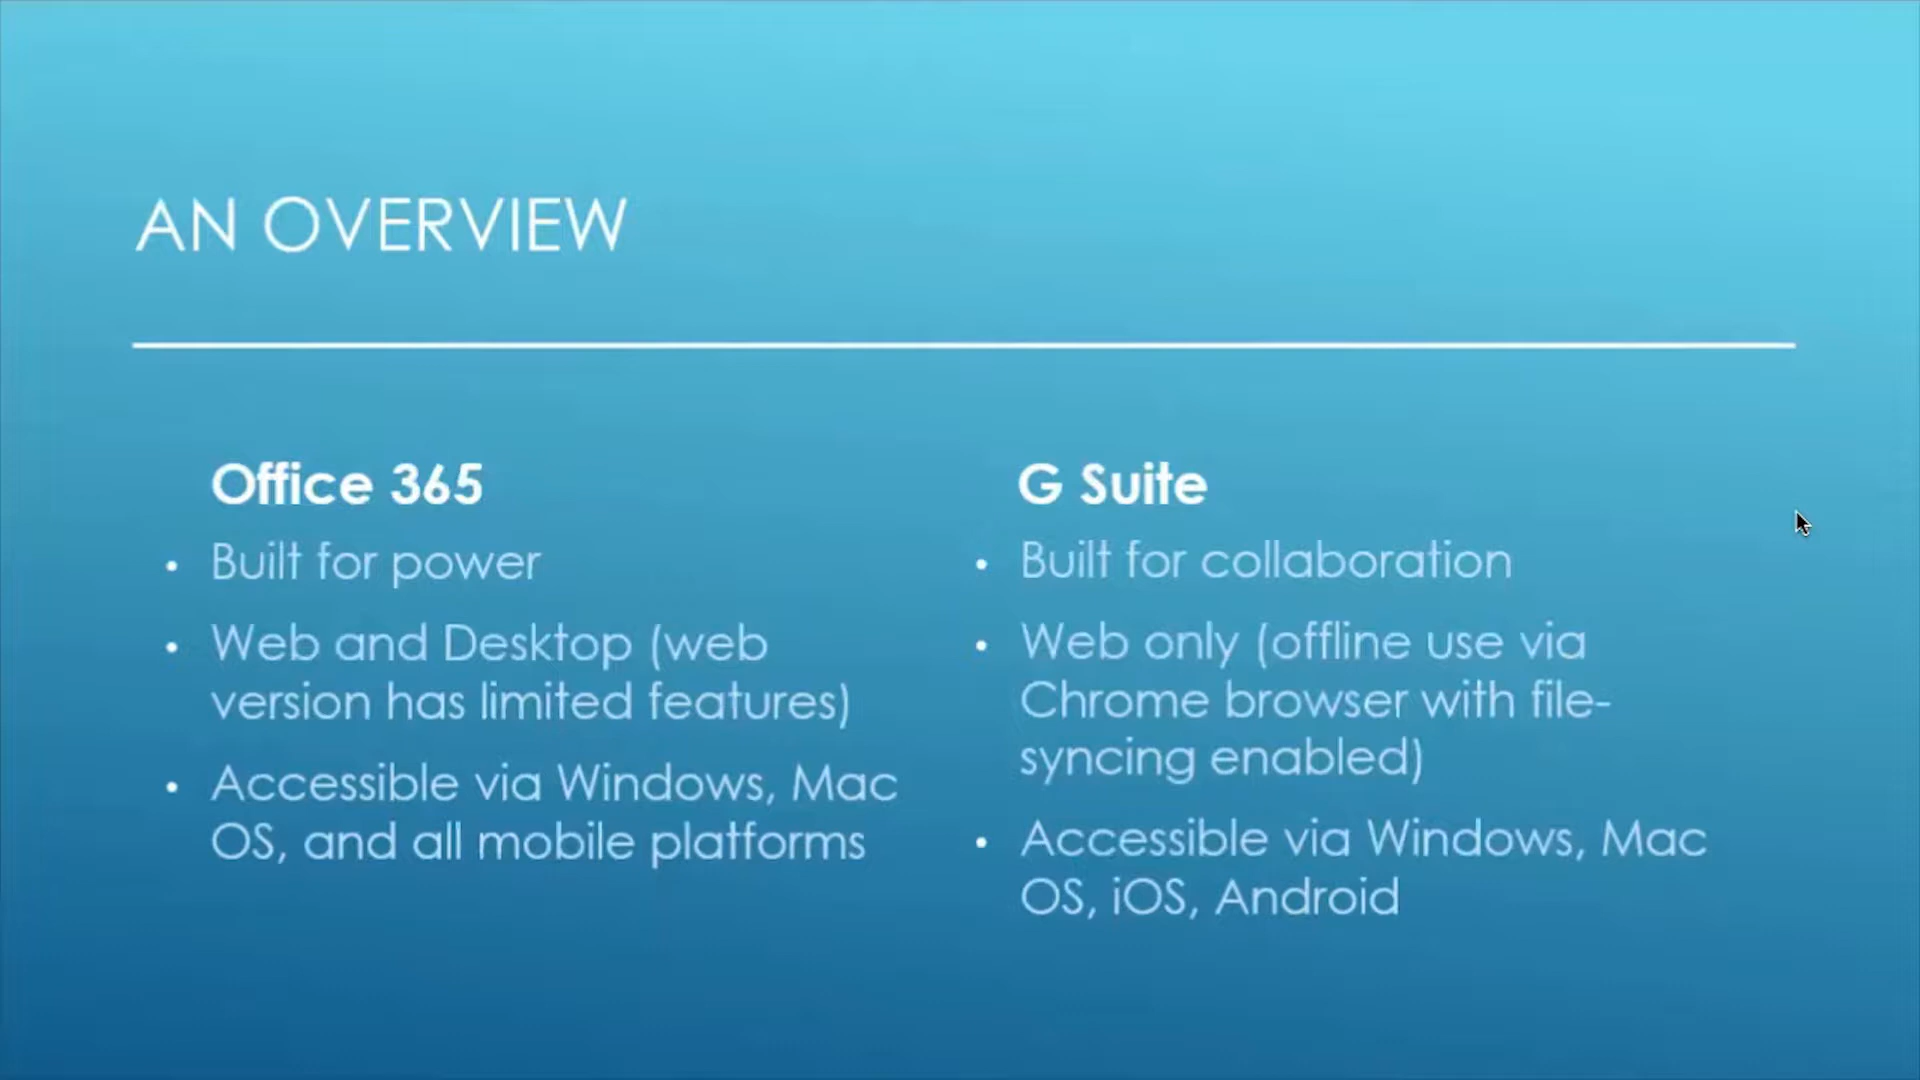 AN OVERVIEW
Office 365
• Built for power
• Web and Desktop (web
version has limited features)
• Accessible via Windows, Mac
OS, and all mobile platforms
G Suite
• Built for collaboration
• Web only (offline use via
Chrome browser with file-
syncing enabled)
• Accessible via Windows, Mac
OS, iOS, Android